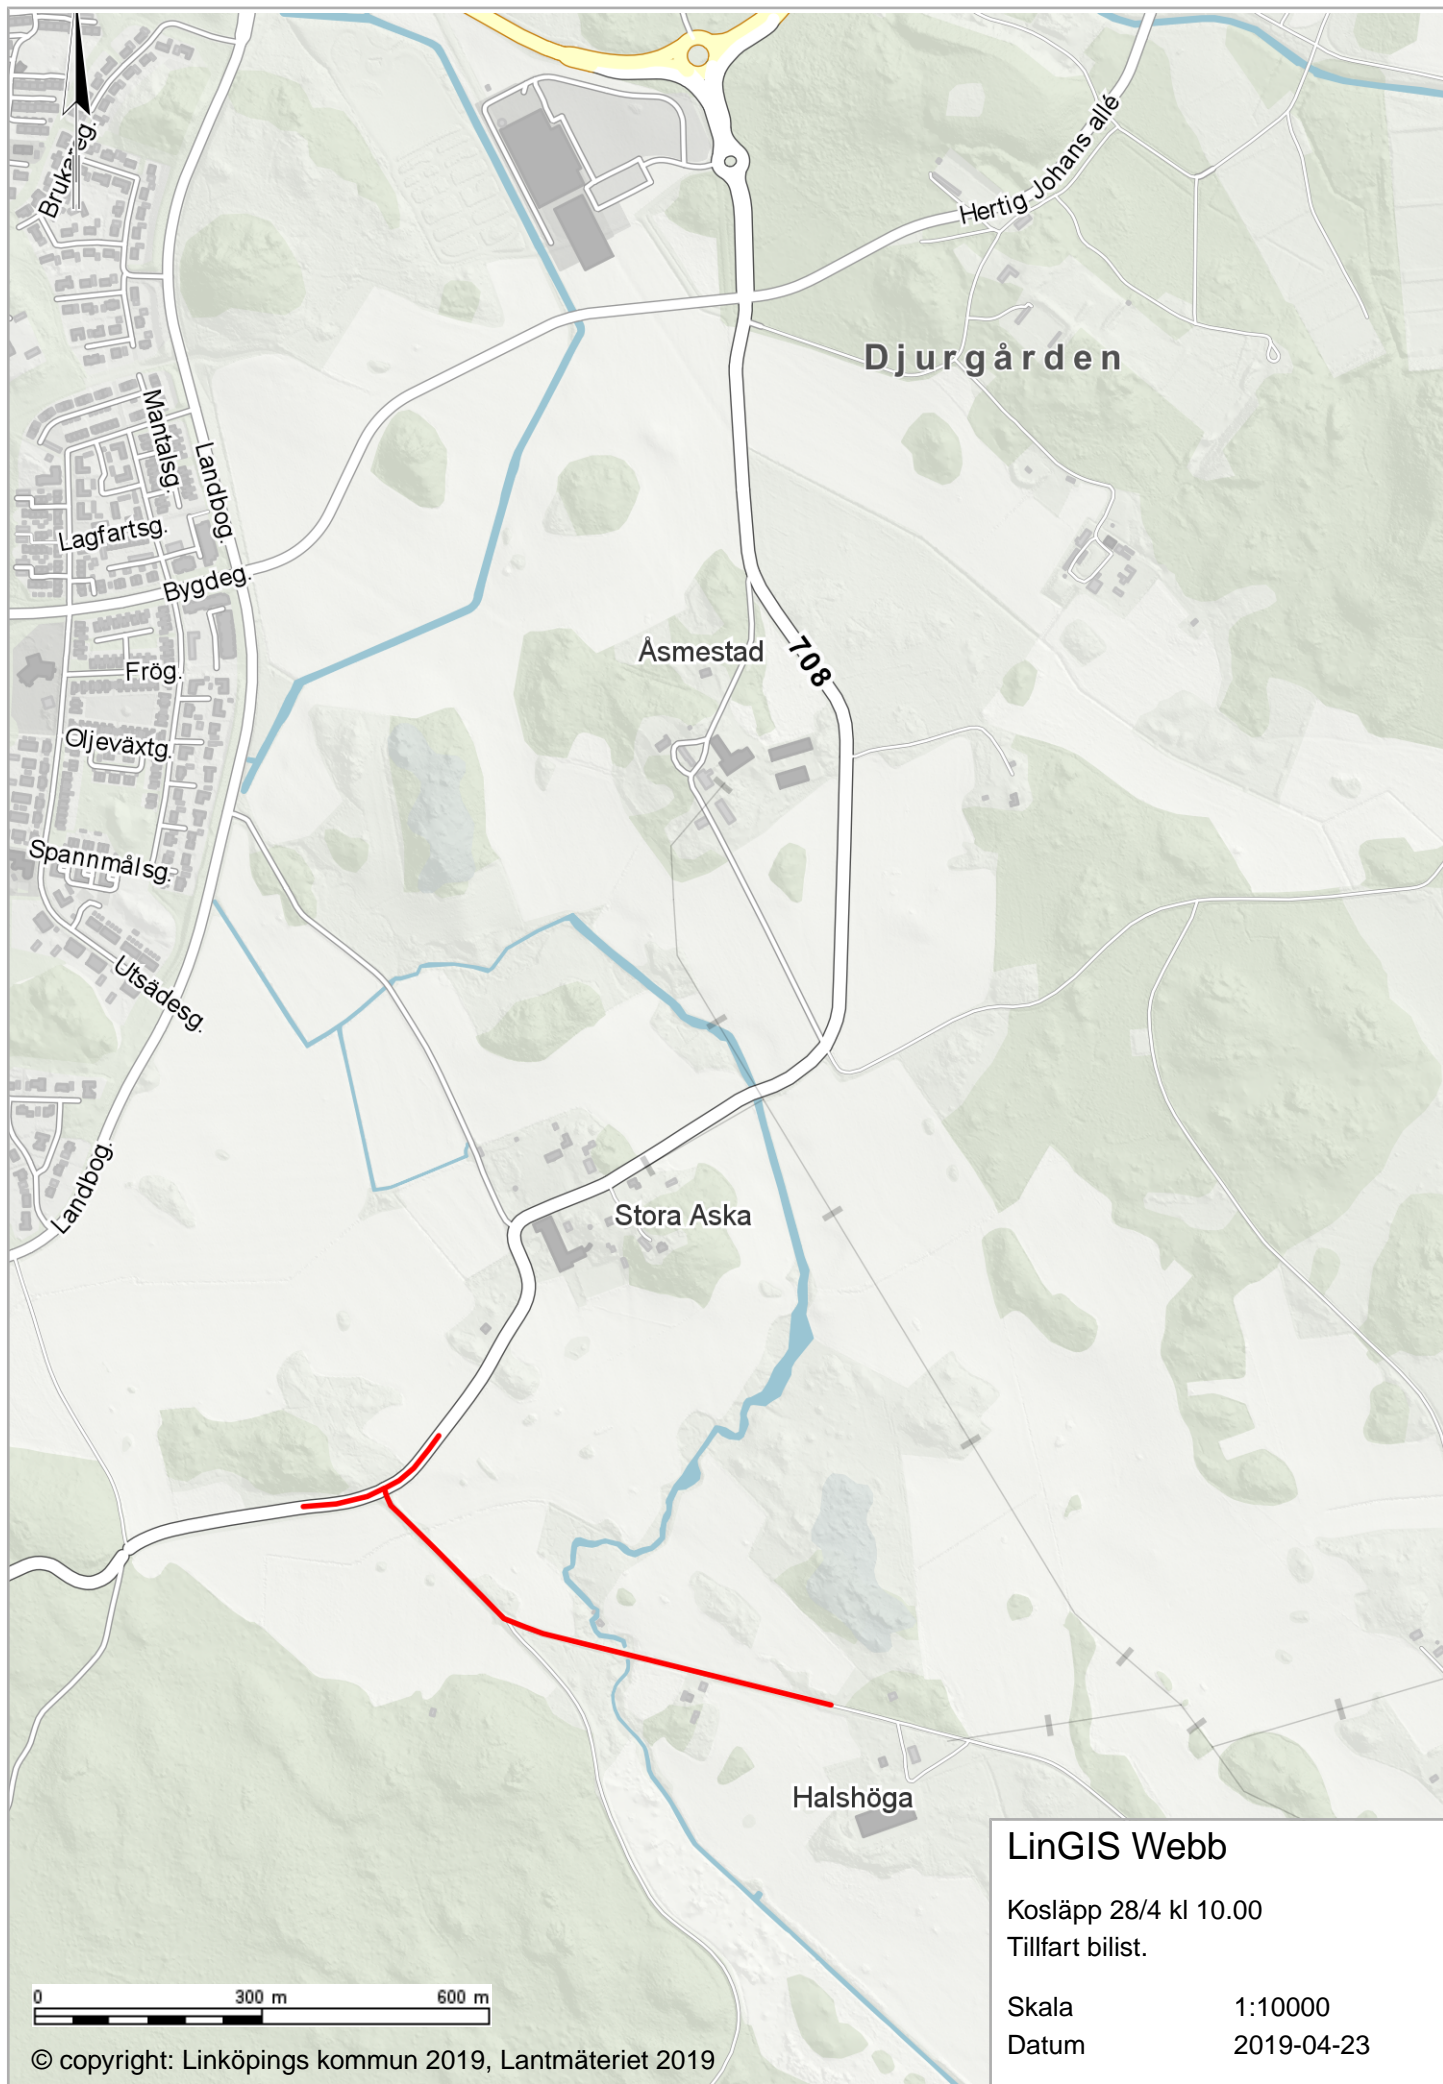 Brukareg.
Hertig Johans allé
Djurgården
Mantalsg.
Landbog.
Lagfartsg.
Bygdeg.
Åsmestad
708
Frög.
Oljeväxtg.
Spannmålsg.
Utsädesg.
Landbog.
Stora Aska
Halshöga
LinGIS Webb
Kosläpp 28/4 kl 10.00
Tillfart bilist.
Skala 1:10000
Datum 2019-04-23
0 300 m 600 m
© copyright: Linköpings kommun 2019, Lantmäteriet 2019